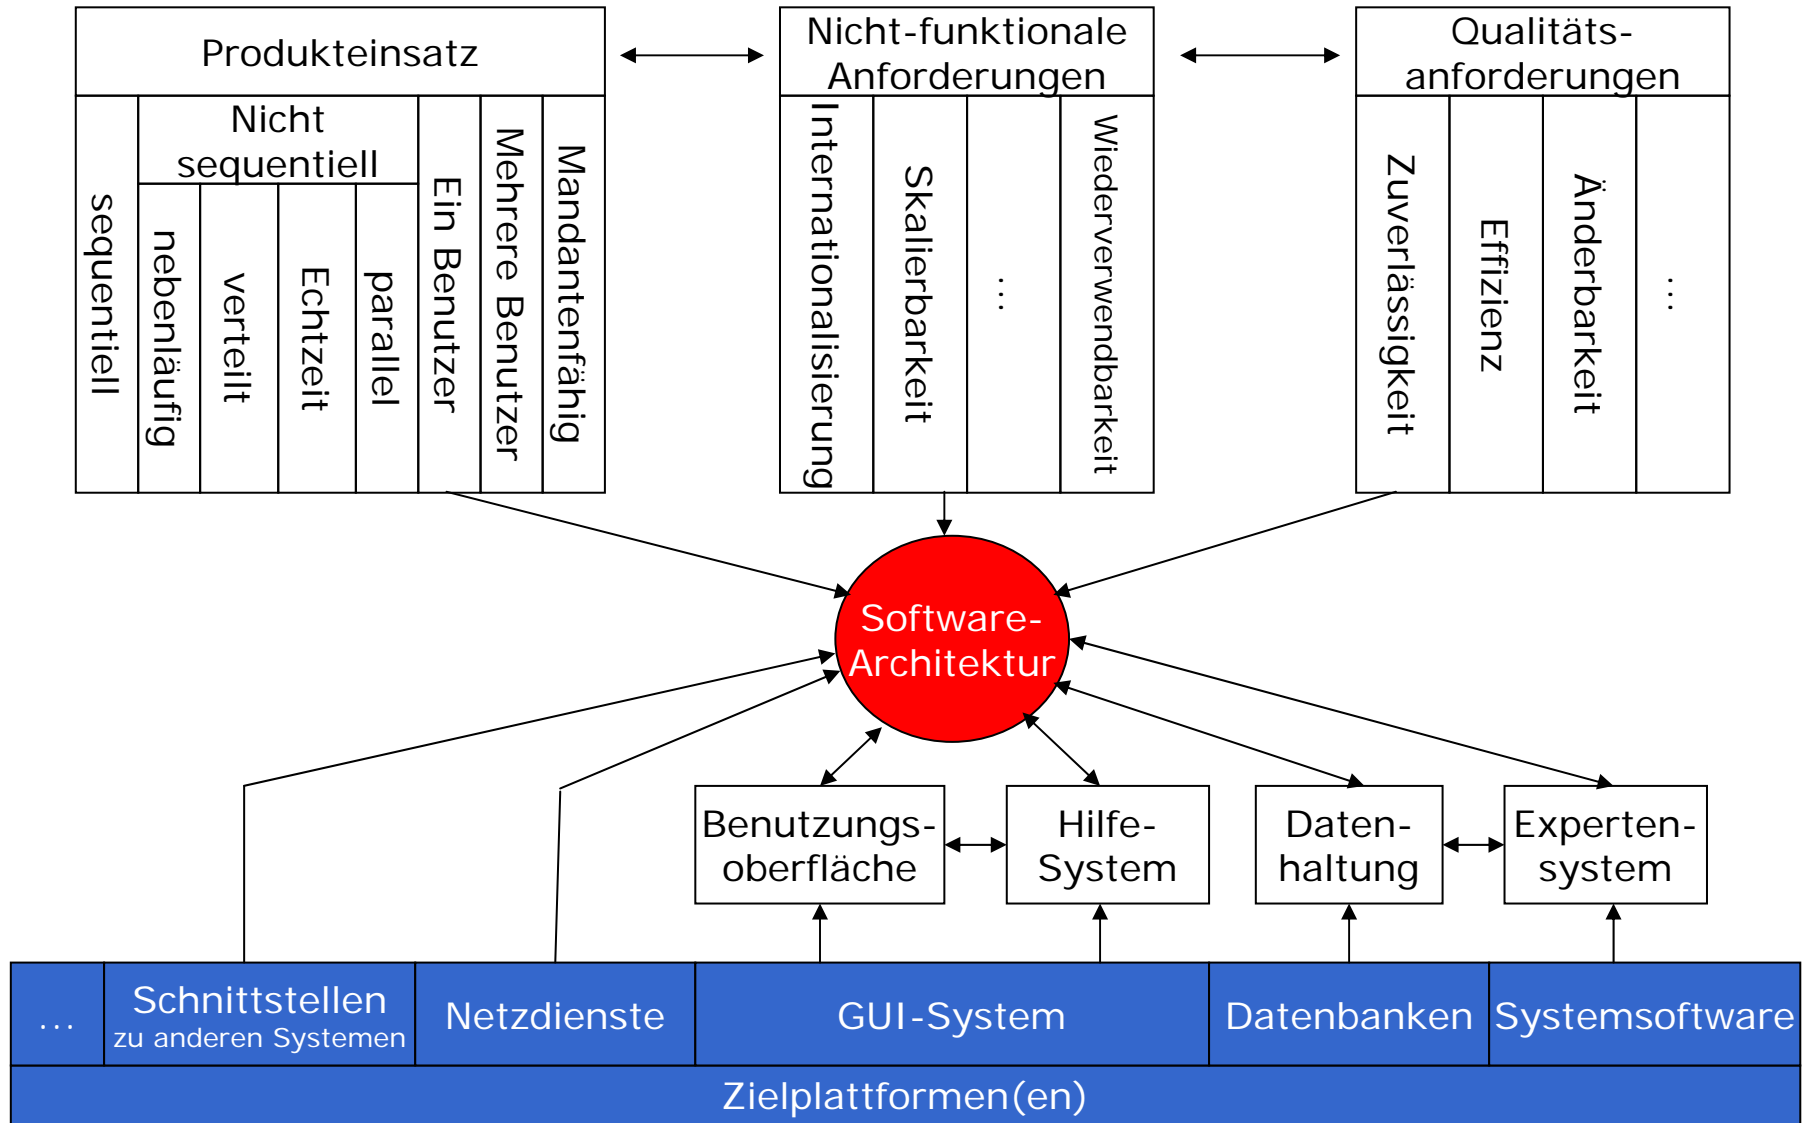 Produkteinsatz
Nicht
sequentiell
sequentiell
nebenläufig
verteilt
Echtzeit
parallel
Ein Benutzer
Mehrere Benutzer
Mandantenfähig
Nicht-funktionale
Anforderungen
Internationalisierung
Skalierbarkeit
...
Wiederverwendbarkeit
Qualitäts-
anforderungen
Zuverlässigkeit
Effizienz
Änderbarkeit
...
Software-
Architektur
Benutzungs-
oberfläche
Hilfe-
System
Daten-
haltung
Experten-
system
...
Schnittstellen
zu anderen Systemen
Netzdienste
GUI-System
Datenbanken
Systemsoftware
Zielplattformen(en)